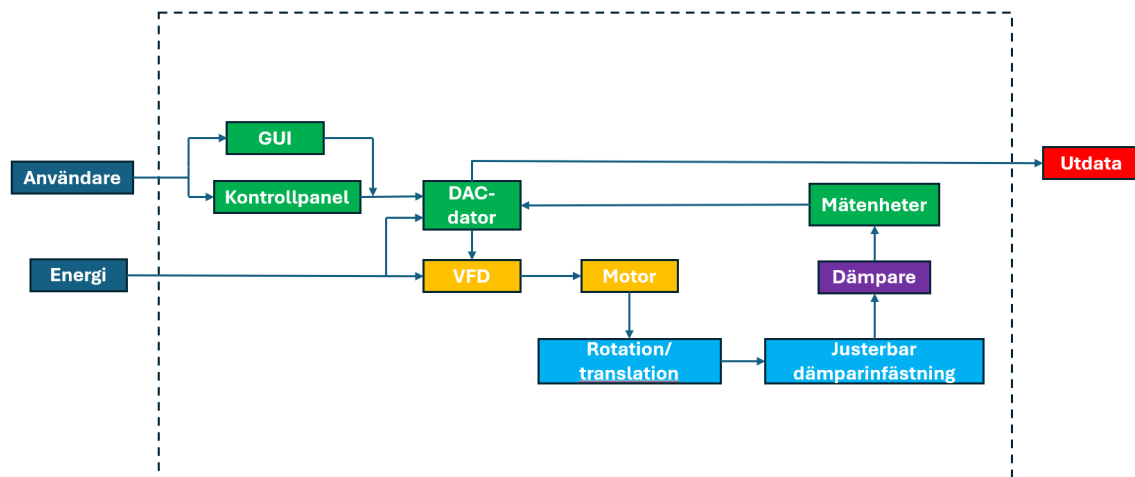 GUI
Användare
Kontrollpanel
DAC-
dator
Utdata
Mätenheter
Energi
VFD
Motor
Dämpare
Rotation/
translation
Justerbar
dämparinfästning